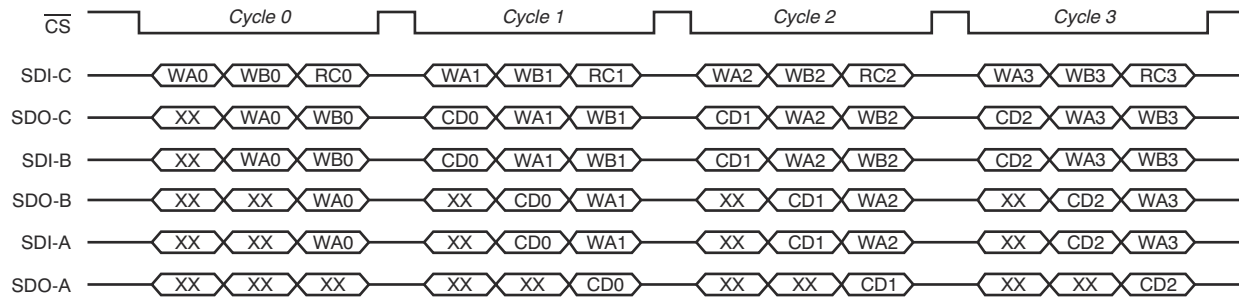 CS Cycle 0 Cycle 1 Cycle 2 Cycle 3
SDI-C WA0 WB0 RC0 WA1 WB1 RC1 WA2 WB2 RC2 WA3 WB3 RC3
SDO-C XX WA0 WB0 CD0 WA1 WB1 CD1 WA2 WB2 CD2 WA3 WB3
SDI-B XX WA0 WB0 CD0 WA1 WB1 CD1 WA2 WB2 CD2 WA3 WB3
SDO-B XX XX WA0 XX CD0 WA1 XX CD1 WA2 XX CD2 WA3
SDI-A XX XX WA0 XX CD0 WA1 XX CD1 WA2 XX CD2 WA3
SDO-A XX XX XX XX XX CD0 XX XX CD1 XX XX CD2